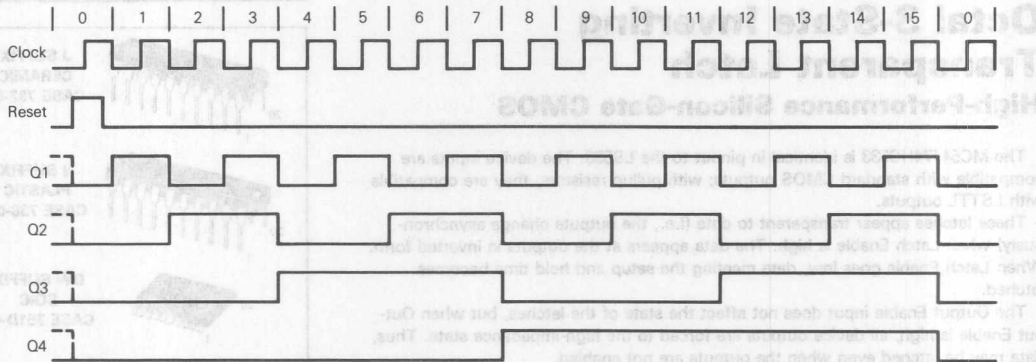 0 1 2 3 4 5 6 7 8 9 10 11 12 13 14 15 0
Clock
Reset
Q1
Q2
Q3
Q4
Octal 3-State Inverting
Transparent Latch
High-Performance Silicon-Gate CMOS
is identical in pinout to the The device inputs are
compatible with standard CMOS outputs; with pullup resistors, they are compatible
with LSTTL outputs.
These latches appear transparent to data (i.e., the outputs change asynchron-
ously) when Latch Enable is high. The data appears at the outputs in inverted form.
When Latch Enable goes low, data meeting the setup and hold time becomes
latched.
The Output Enable input does not affect the state of the latches, but when Out-
put Enable is high, all device outputs are forced to the high-impedance state. Thus,
data may be stored even when the outputs are not enabled.
J SUFFIX
CERAMIC
N SUFFIX
PLASTIC
SUFFIX
SOIC